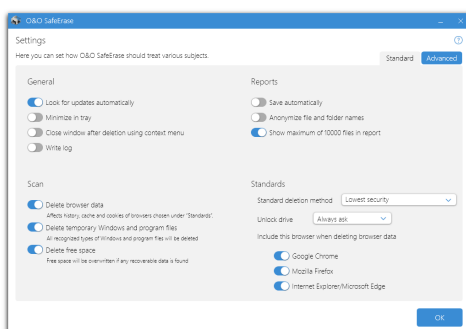 O&O SafeErase
Settings
Here you can set how O&O SafeErase should treat various subjects.
Standard
Advanced
General
Look for updates automatically
Minimize in tray
Close window after deletion using context menu
Write log
Reports
Save automatically
Anonymize file and folder names
Show maximum of 10000 files in report
Scan
Delete browser data
Affects history, cache and cookies of browsers chosen under "Standards".
Delete temporary Windows and program files
All recognized types of Windows and program files will be deleted
Delete free space
Free space will be overwritten if any recoverable data is found
Standards
Standard deletion method Lowest security
Unlock drive Always ask
Include this browser when deleting browser data
Google Chrome
Mozilla Firefox
Internet Explorer/Microsoft Edge
OK